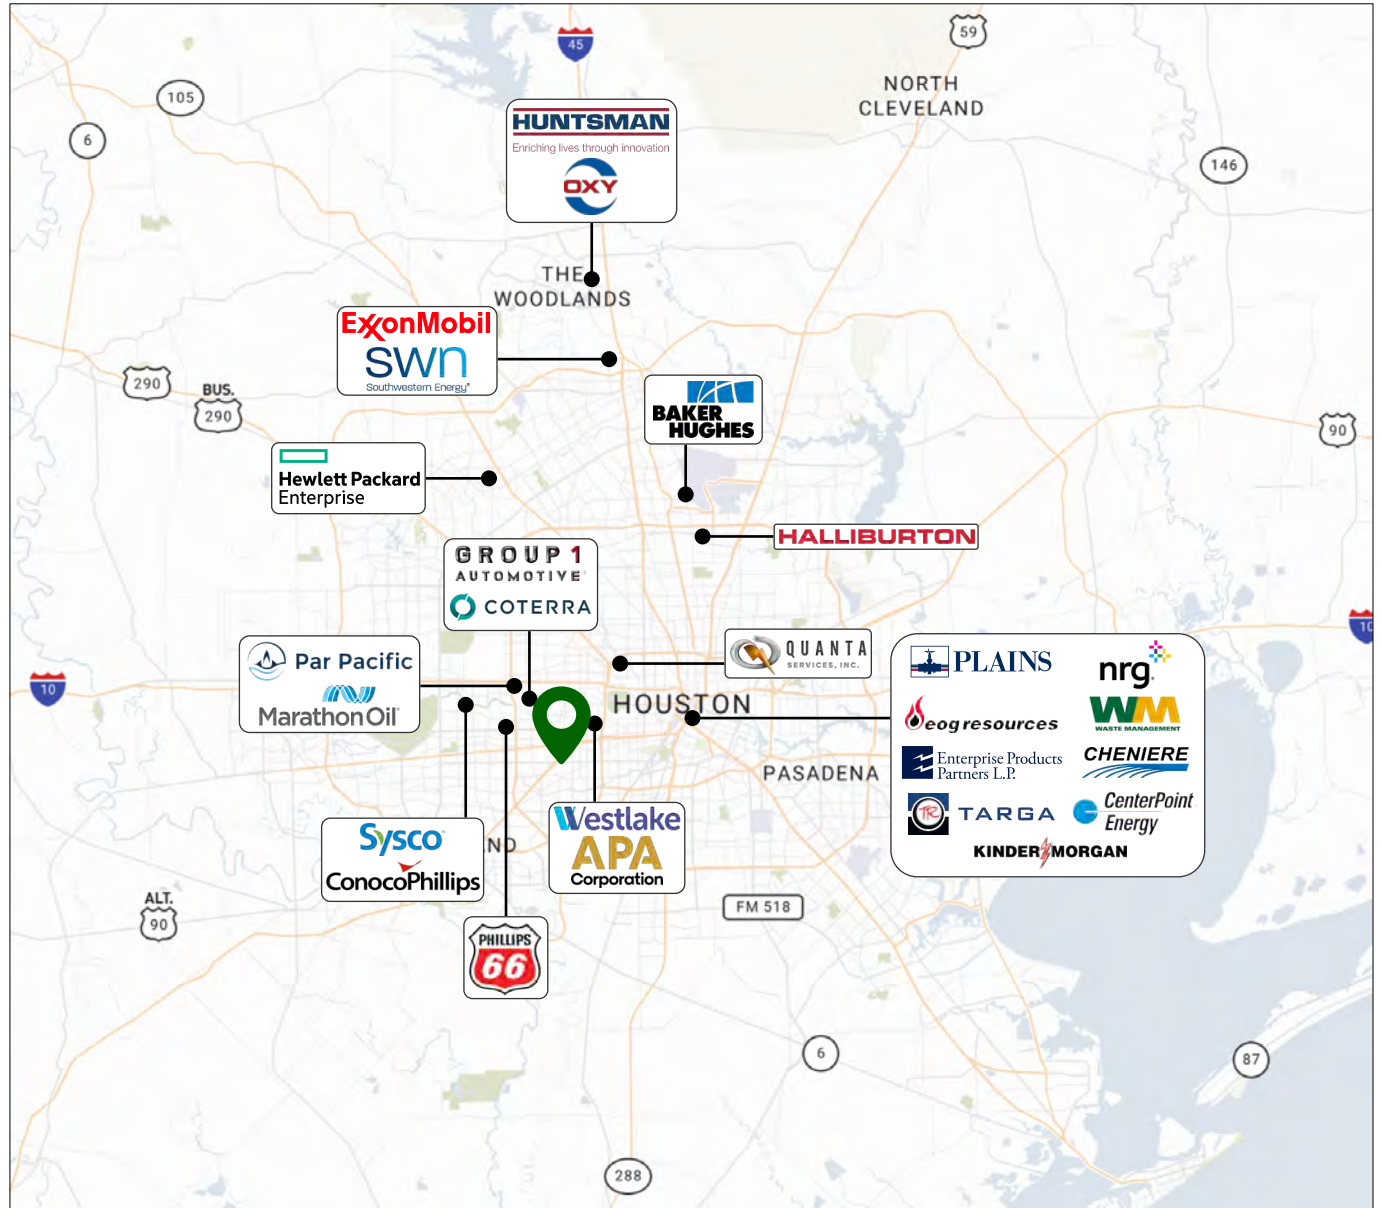 45
59
NORTH
CLEVELAND
105
6
146
HUNTSMAN
Enriching lives through innovation
OXY
THE
WOODLANDS
ExxonMobil
swn
Southwestern Energy®
290
BUS.
290
BAKER
HUGHES
90
Hewlett Packard
Enterprise
HALLIBURTON
GROUP 1
AUTOMOTIVE
COTERRA
10
QUANTA
SERVICES, INC.
Par Pacific
Marathon Oil
10
HOUSTON
PLAINS
nrg
eog resources
WM
WASTE MANAGEMENT
Enterprise Products
Partners L.P.
CHENIERE
TR
TARGA
CenterPoint
Energy
KINDER MORGAN
PASADENA
Westlake
APA
Corporation
Sysco
ConocoPhillips
ND
ALT.
90
FM 518
PHILLIPS
66
6
87
288